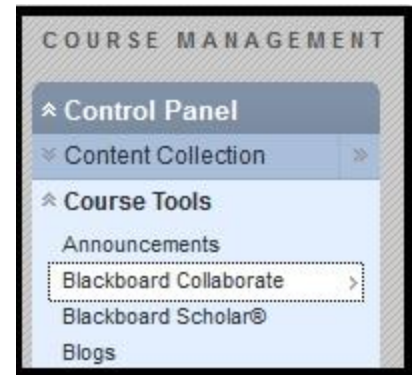 COURSE MANAGEMENT
Control Panel
Content Collection
Course Tools
Announcements
Blackboard Collaborate
Blackboard Scholar®
Blogs